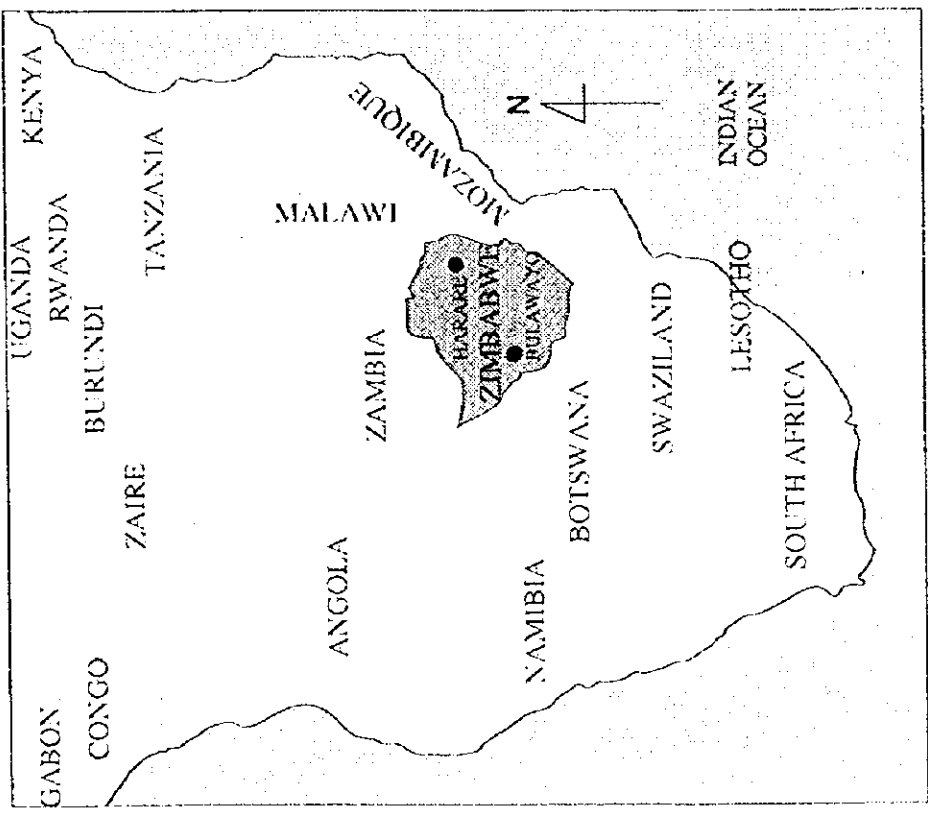 UGANDA
KENYA
RWANDA
GABON
CONGO
BURUNDI
ZAIRE
TANZANIA
MALAWI
ANGOLA
ZAMBIA
MOZAMBIQUE
HARARE
ZIMBABWE
BULAWAYO
N
NAMIBIA
BOTSWANA
SWAZILAND
INDIAN
OCEAN
LESOTHO
SOUTH AFRICA